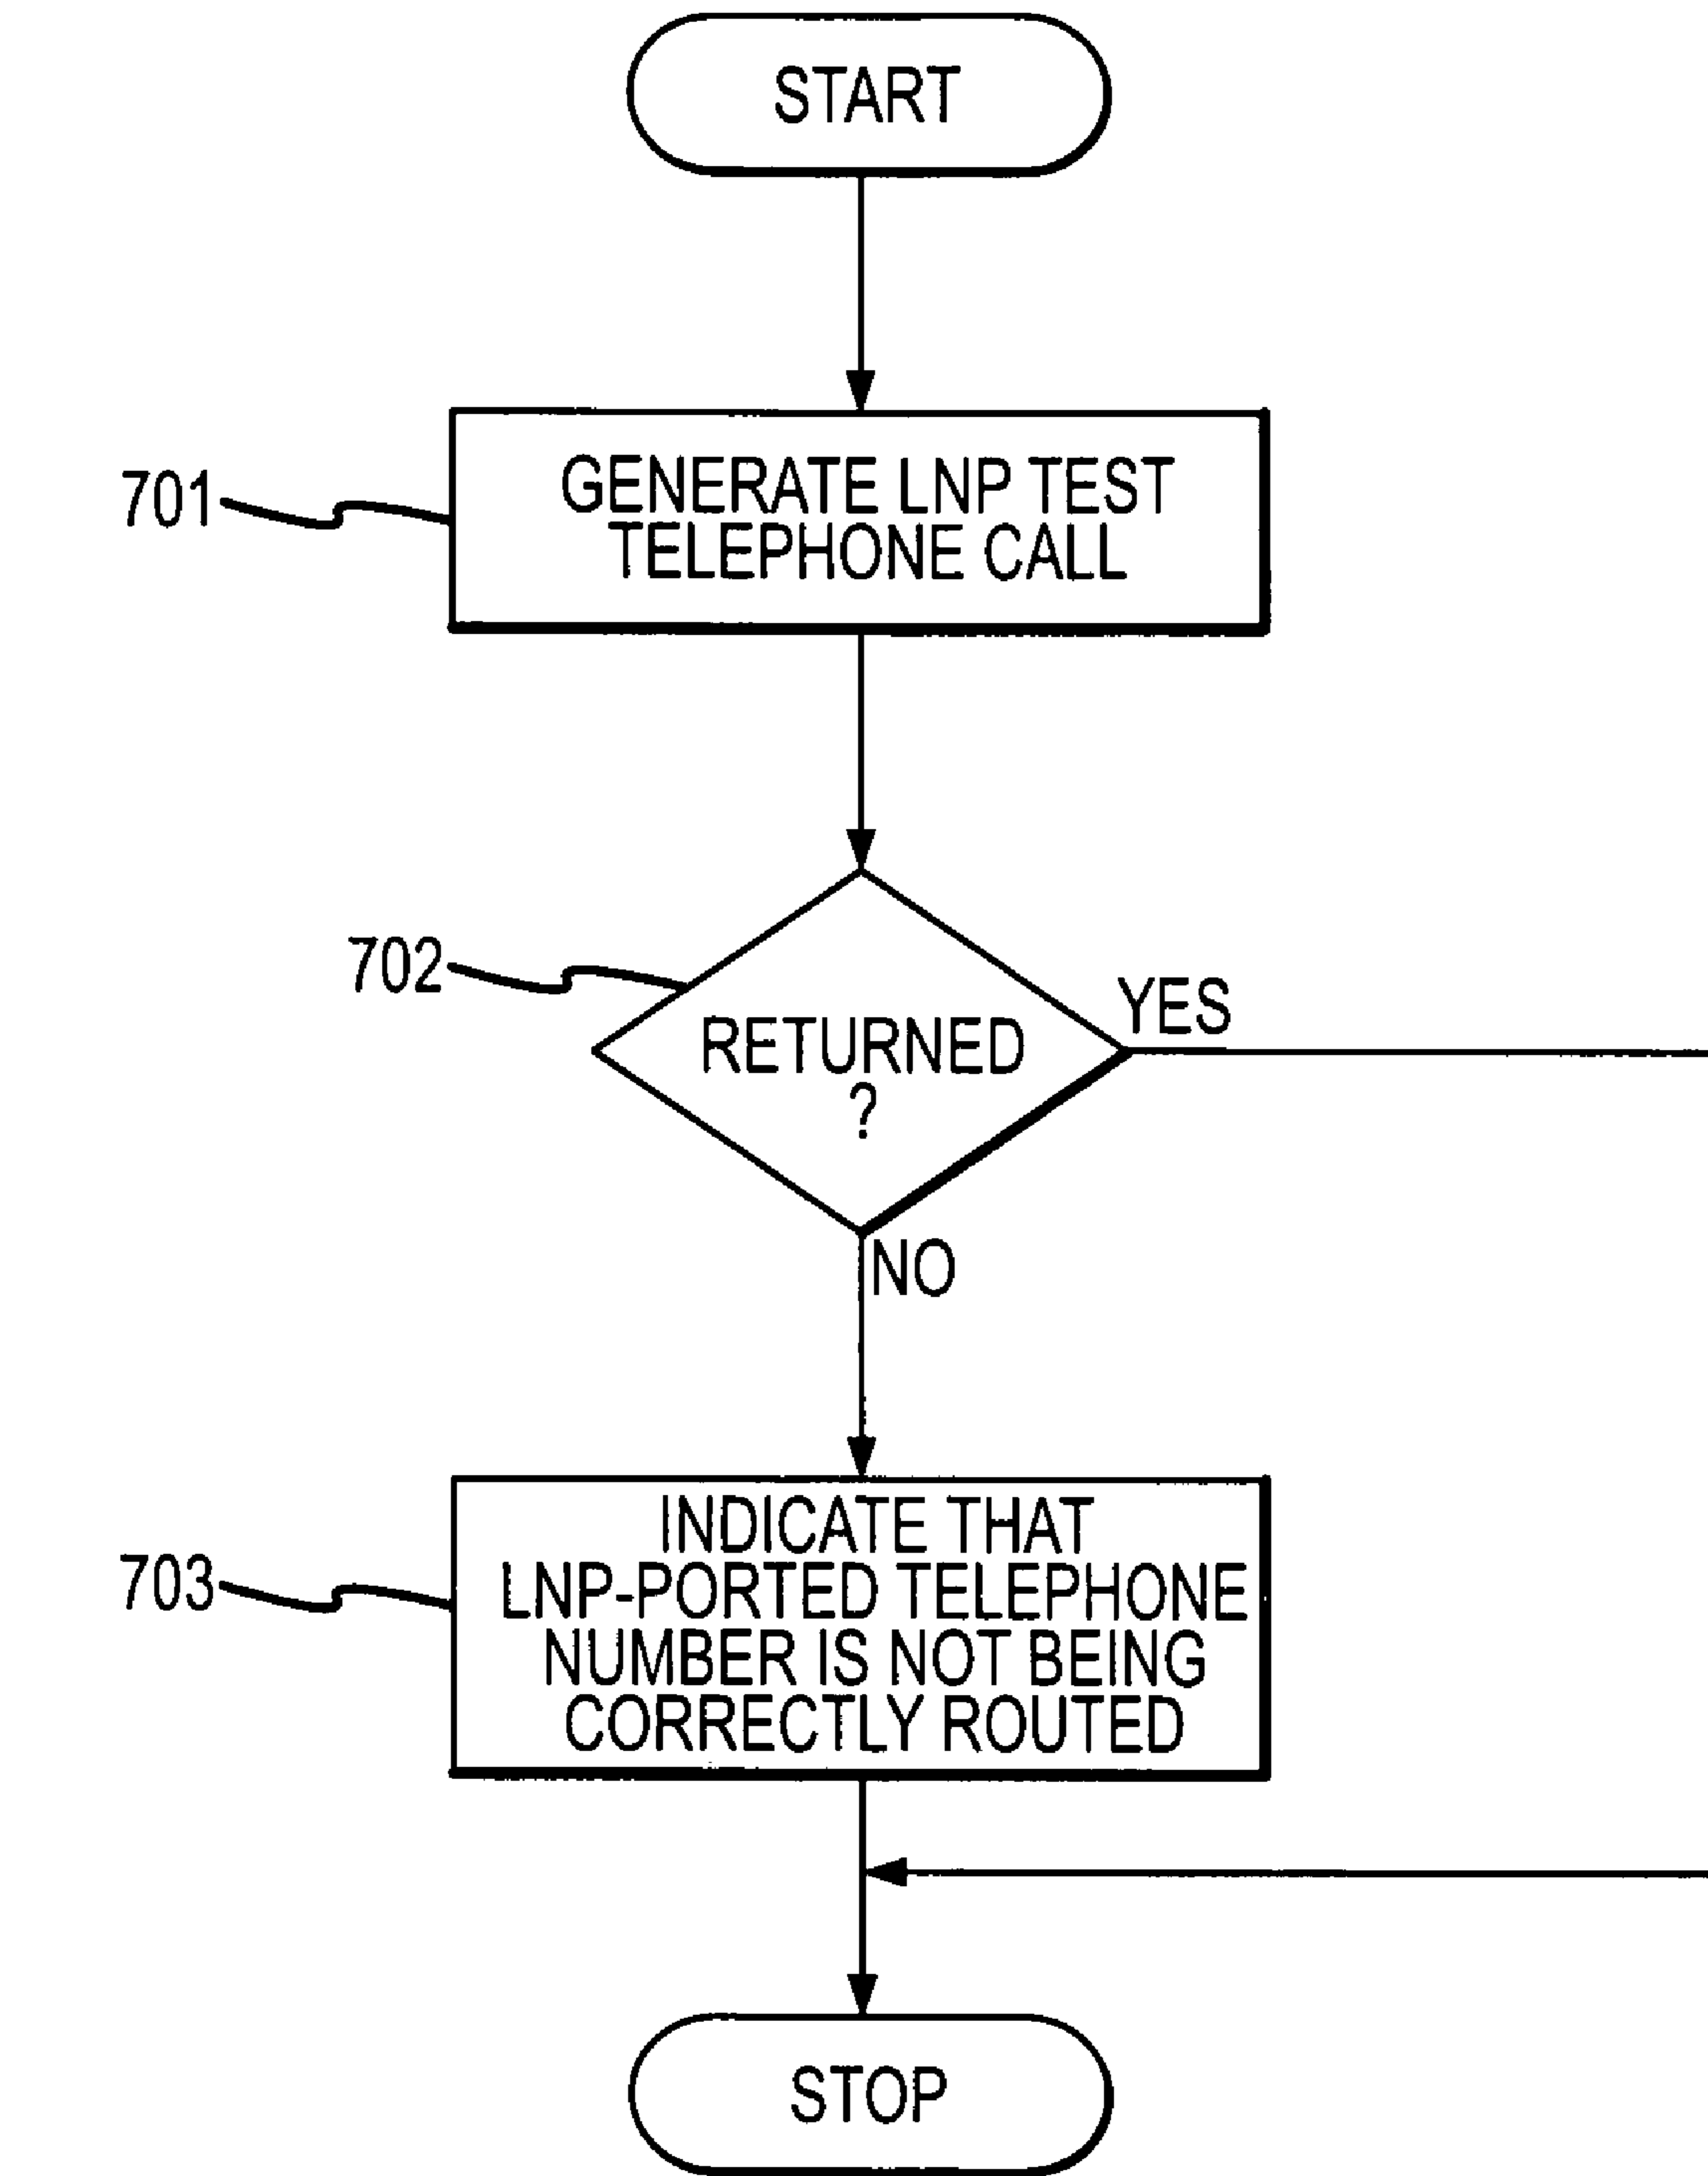 START
701
GENERATE LNP TEST
TELEPHONE CALL
702
RETURNED
?
YES
NO
703
INDICATE THAT
LNP-PORTED TELEPHONE
NUMBER IS NOT BEING
CORRECTLY ROUTED
STOP